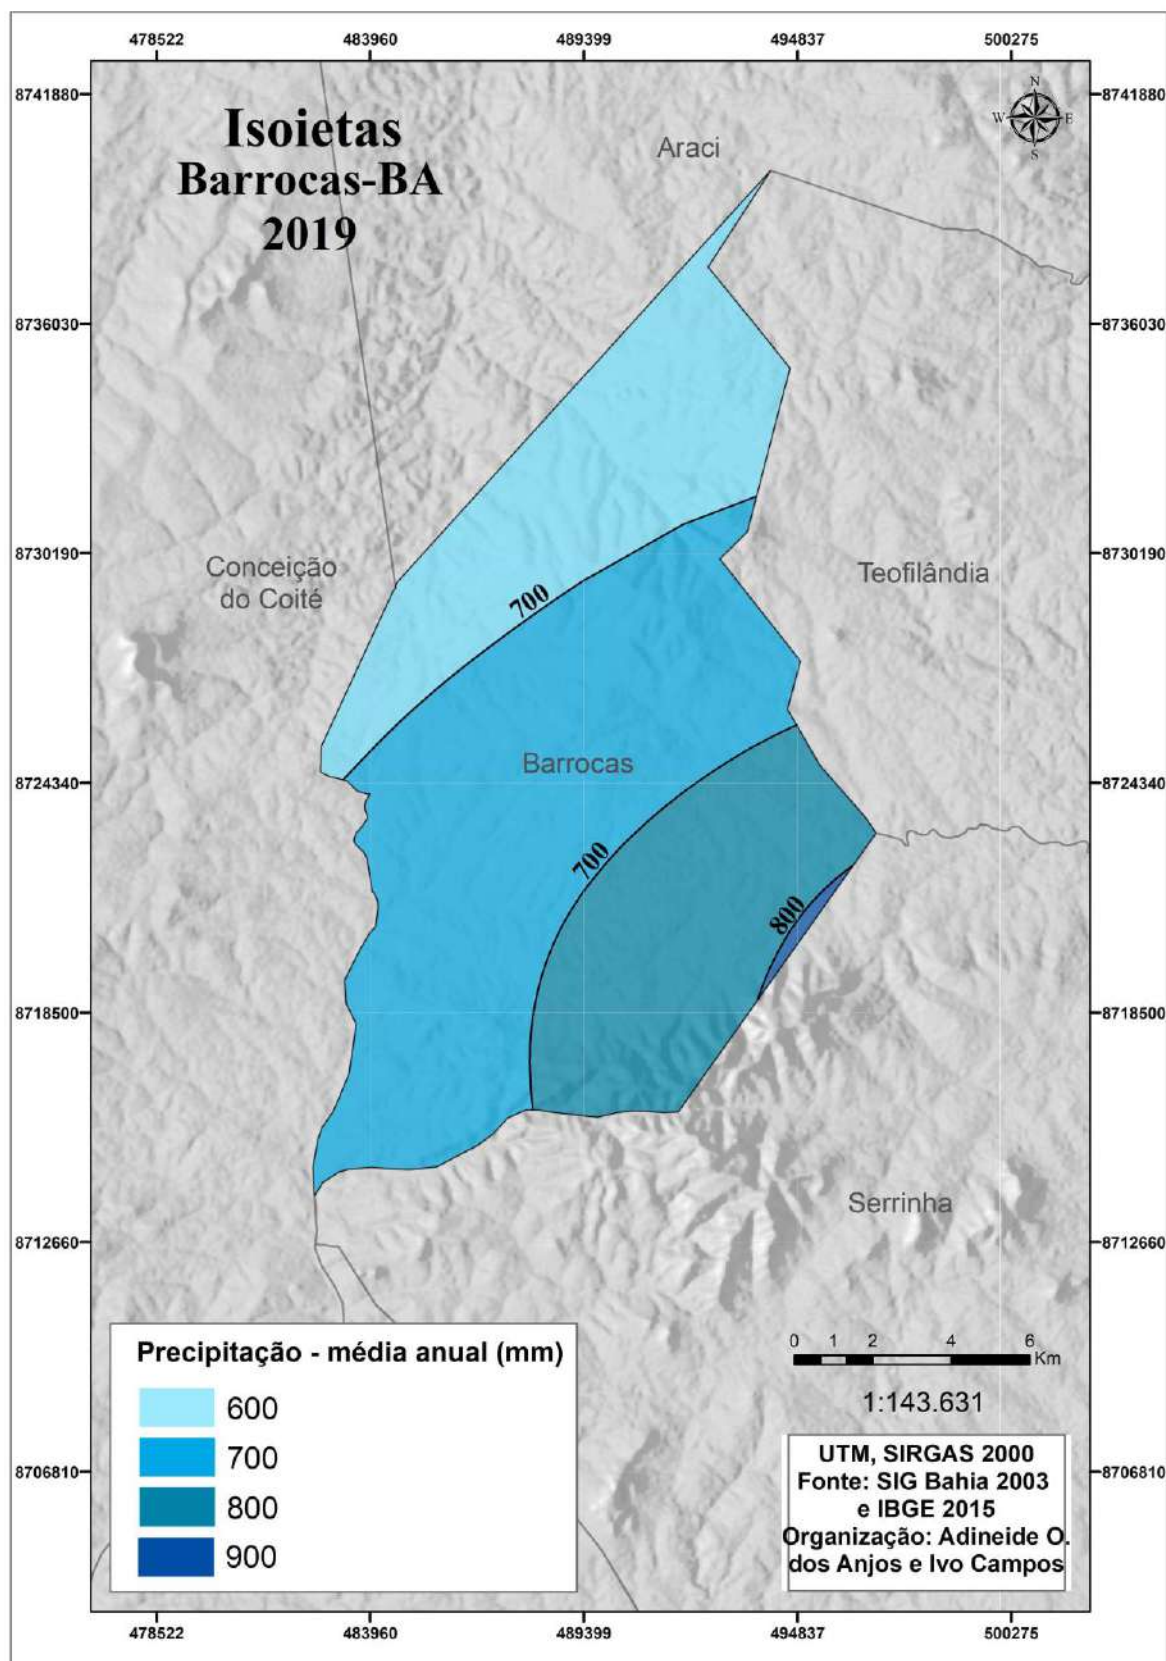 478522 483960 489399 494837 500275
8741880 8741880
Isoietas
Barrocas-BA
2019
N
W E
S
Araci
8736030 8736030
8730190 8730190
Conceição
do Coité
Teofilândia
700
Barrocas
8724340 8724340
700
800
8718500 8718500
Serrinha
8712660 8712660
Precipitação - média anual (mm)
600
700
800
900
0 1 2 4 6
Km
1:143.631
UTM, SIRGAS 2000
Fonte: SIG Bahia 2003
e IBGE 2015
Organização: Adineide O.
dos Anjos e Ivo Campos
8706810 8706810
478522 483960 489399 494837 500275